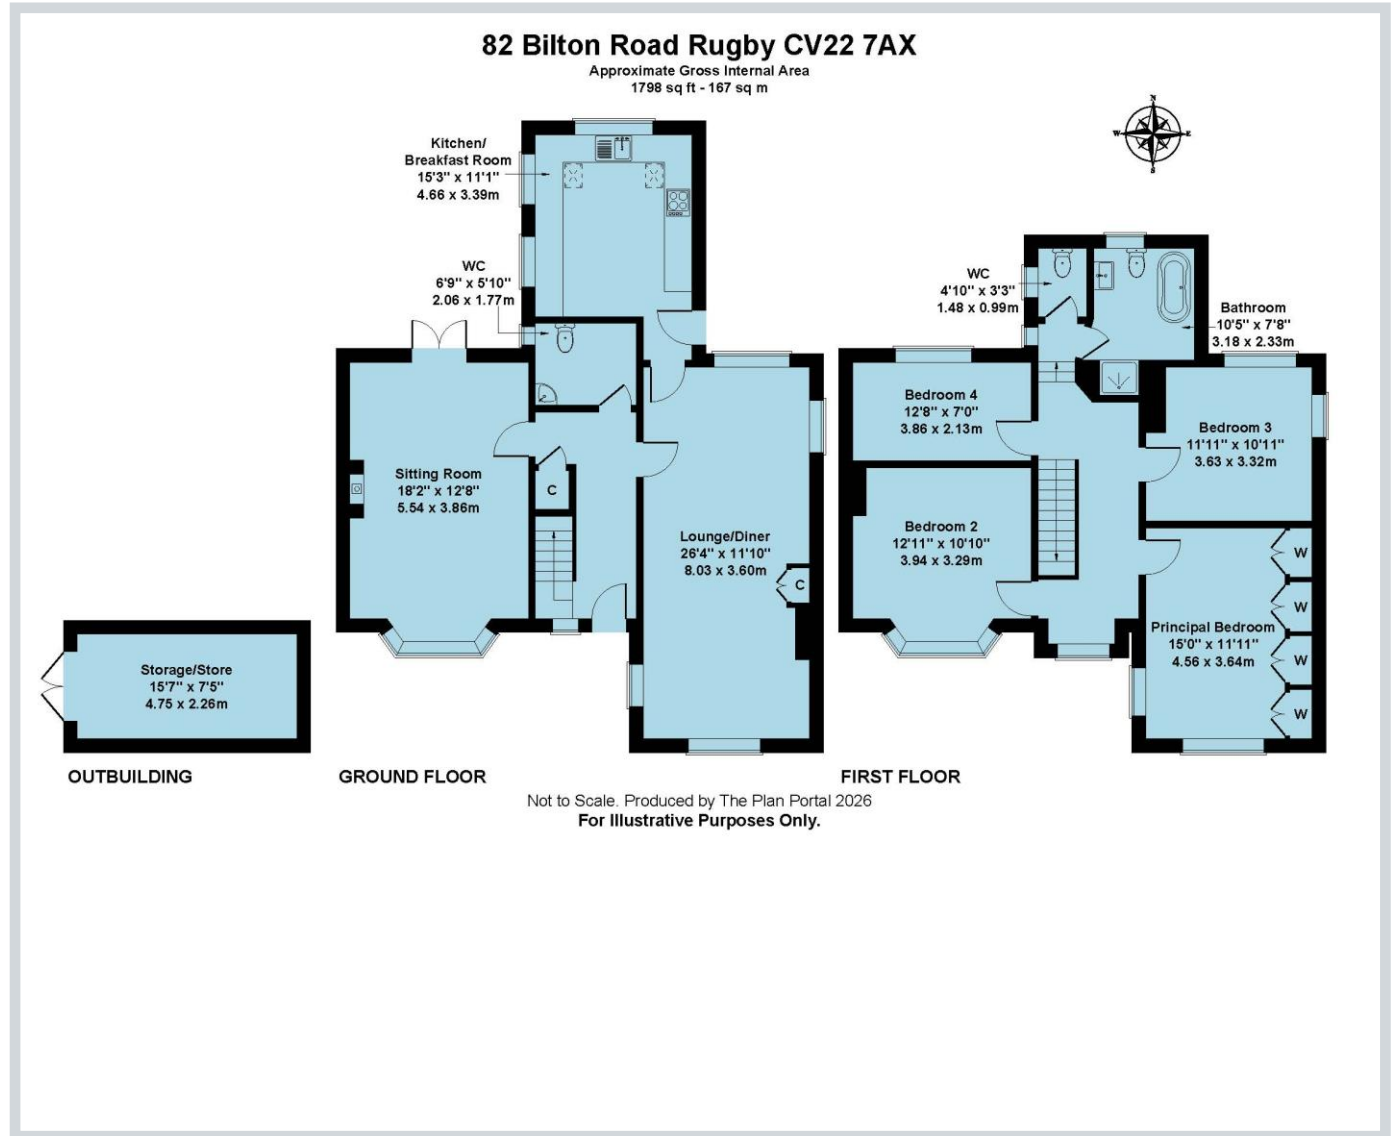 82 Bilton Road Rugby CV22 7AX
Approximate Gross Internal Area
1798 sq ft - 167 sq m
N
W
E
S
Kitchen/
Breakfast Room
15'3" x 11'1"
4.66 x 3.39m
WC
6'9" x 5'10"
2.06 x 1.77m
Sitting Room
18'2" x 12'8"
5.54 x 3.86m
C
Lounge/Diner
26'4" x 11'10"
8.03 x 3.60m
C
WC
4'10" x 3'3"
1.48 x 0.99m
Bathroom
10'5" x 7'8"
3.18 x 2.33m
Bedroom 4
12'8" x 7'0"
3.86 x 2.13m
Bedroom 3
11'11" x 10'11"
3.63 x 3.32m
Bedroom 2
12'11" x 10'10"
3.94 x 3.29m
Principal Bedroom
15'0" x 11'11"
4.56 x 3.64m
W
W
W
W
Storage/Store
15'7" x 7'5"
4.75 x 2.26m
OUTBUILDING
GROUND FLOOR
FIRST FLOOR
Not to Scale. Produced by The Plan Portal 2026
For Illustrative Purposes Only.